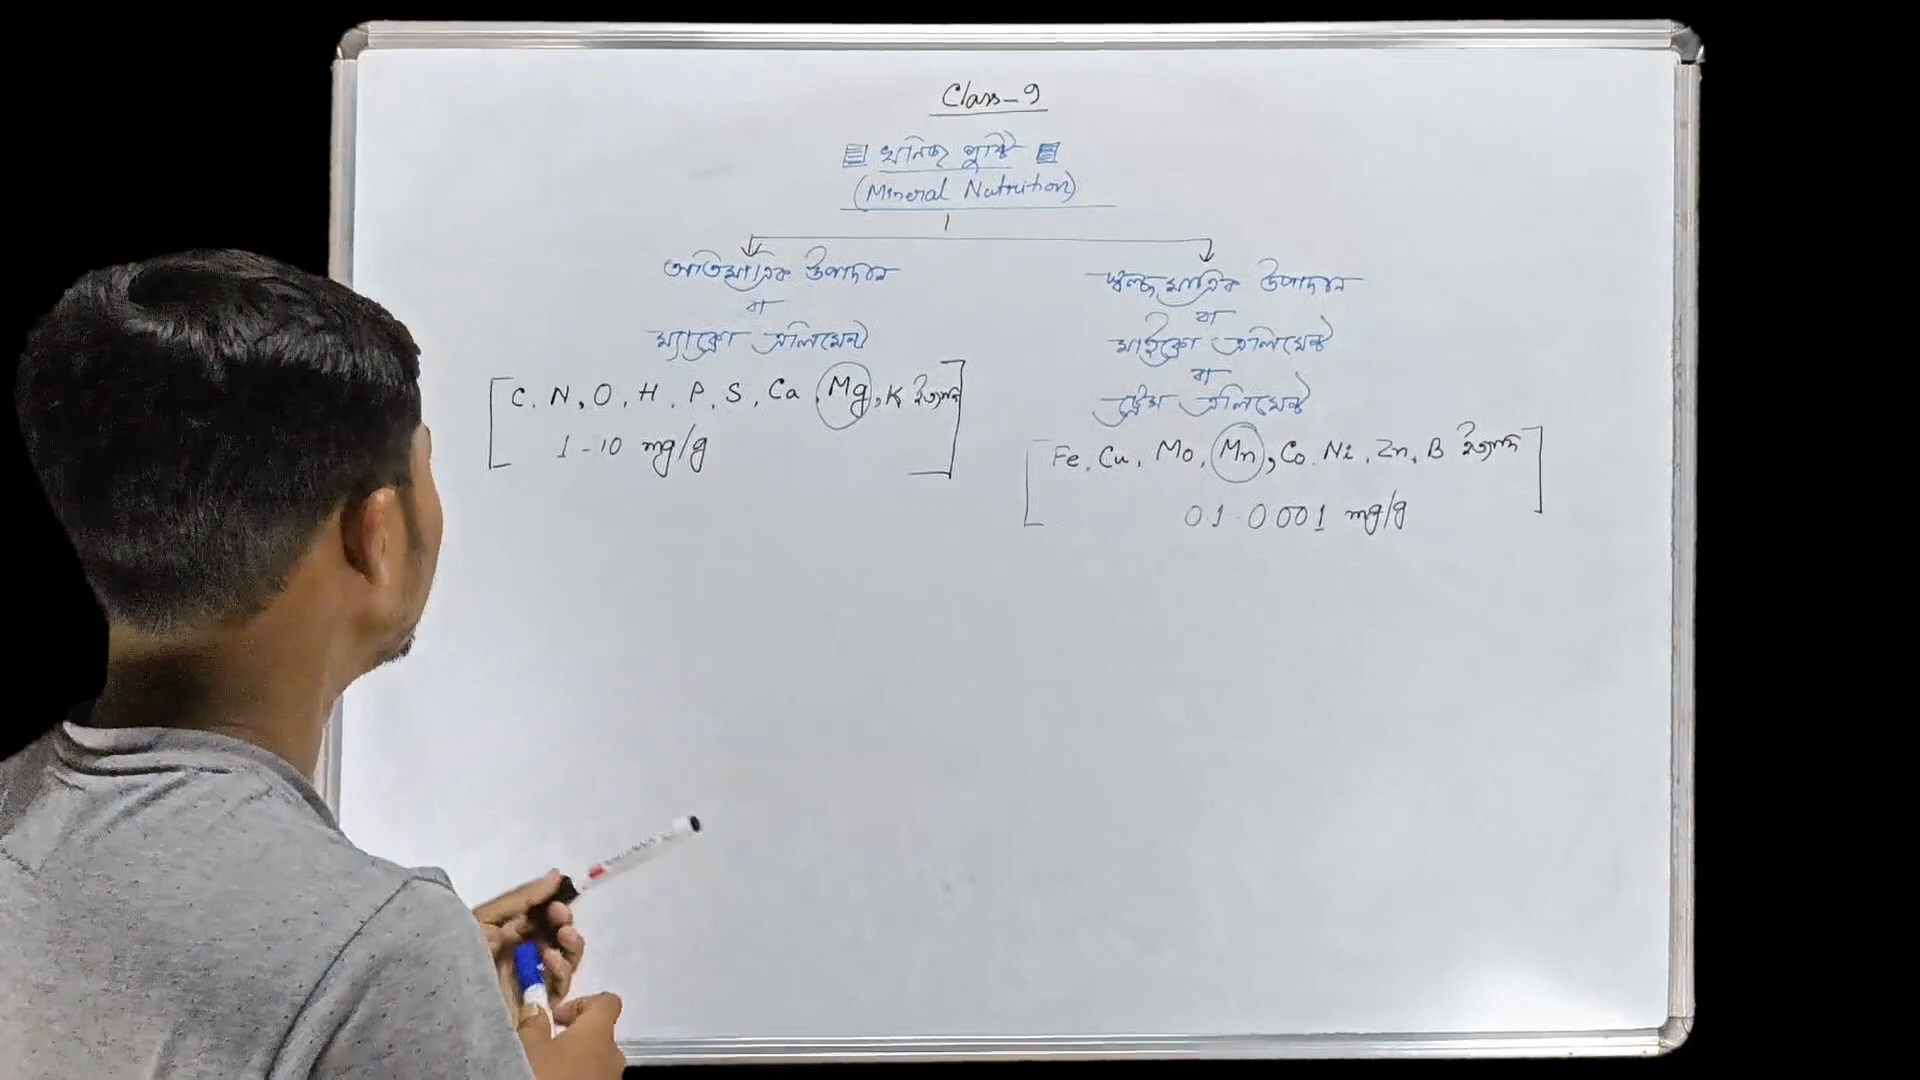 Class-9
খনিজ পুষ্টি
(Mineral Nutrition)
অতিমাত্রিক উপাদান
বা
ম্যাক্রো এলিমেন্ট
C, N, O, H, P, S, Ca, Mg, K, ইত্যাদি
1-10 mg/g
স্বল্পমাত্রিক উপাদান
বা
মাইক্রো এলিমেন্ট
বা
ট্রেস এলিমেন্ট
Fe, Cu, Mo, Mn, Co, Ni, Zn, B ইত্যাদি
0.1-0.001 mg/g